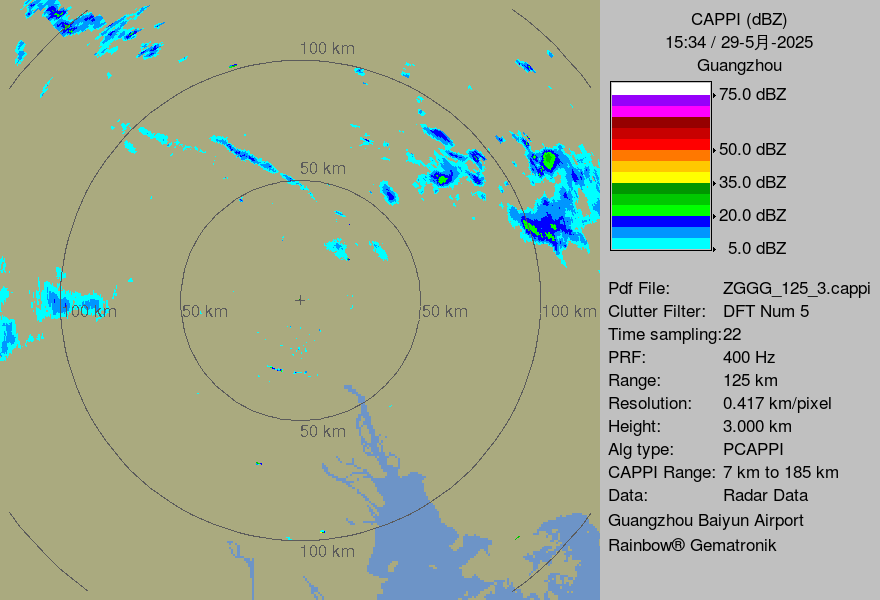 100 km
50 km
100 km
50 km
50 km
100 km
50 km
100 km
CAPPI (dBZ)
15:34 / 29-5月-2025
Guangzhou
75.0 dBZ
50.0 dBZ
35.0 dBZ
20.0 dBZ
5.0 dBZ
Pdf File: ZGGG_125_3.cappi
Clutter Filter: DFT Num 5
Time sampling:22
PRF: 400 Hz
Range: 125 km
Resolution: 0.417 km/pixel
Height: 3.000 km
Alg type: PCAPPI
CAPPI Range: 7 km to 185 km
Data: Radar Data
Guangzhou Baiyun Airport
Rainbow® Gematronik